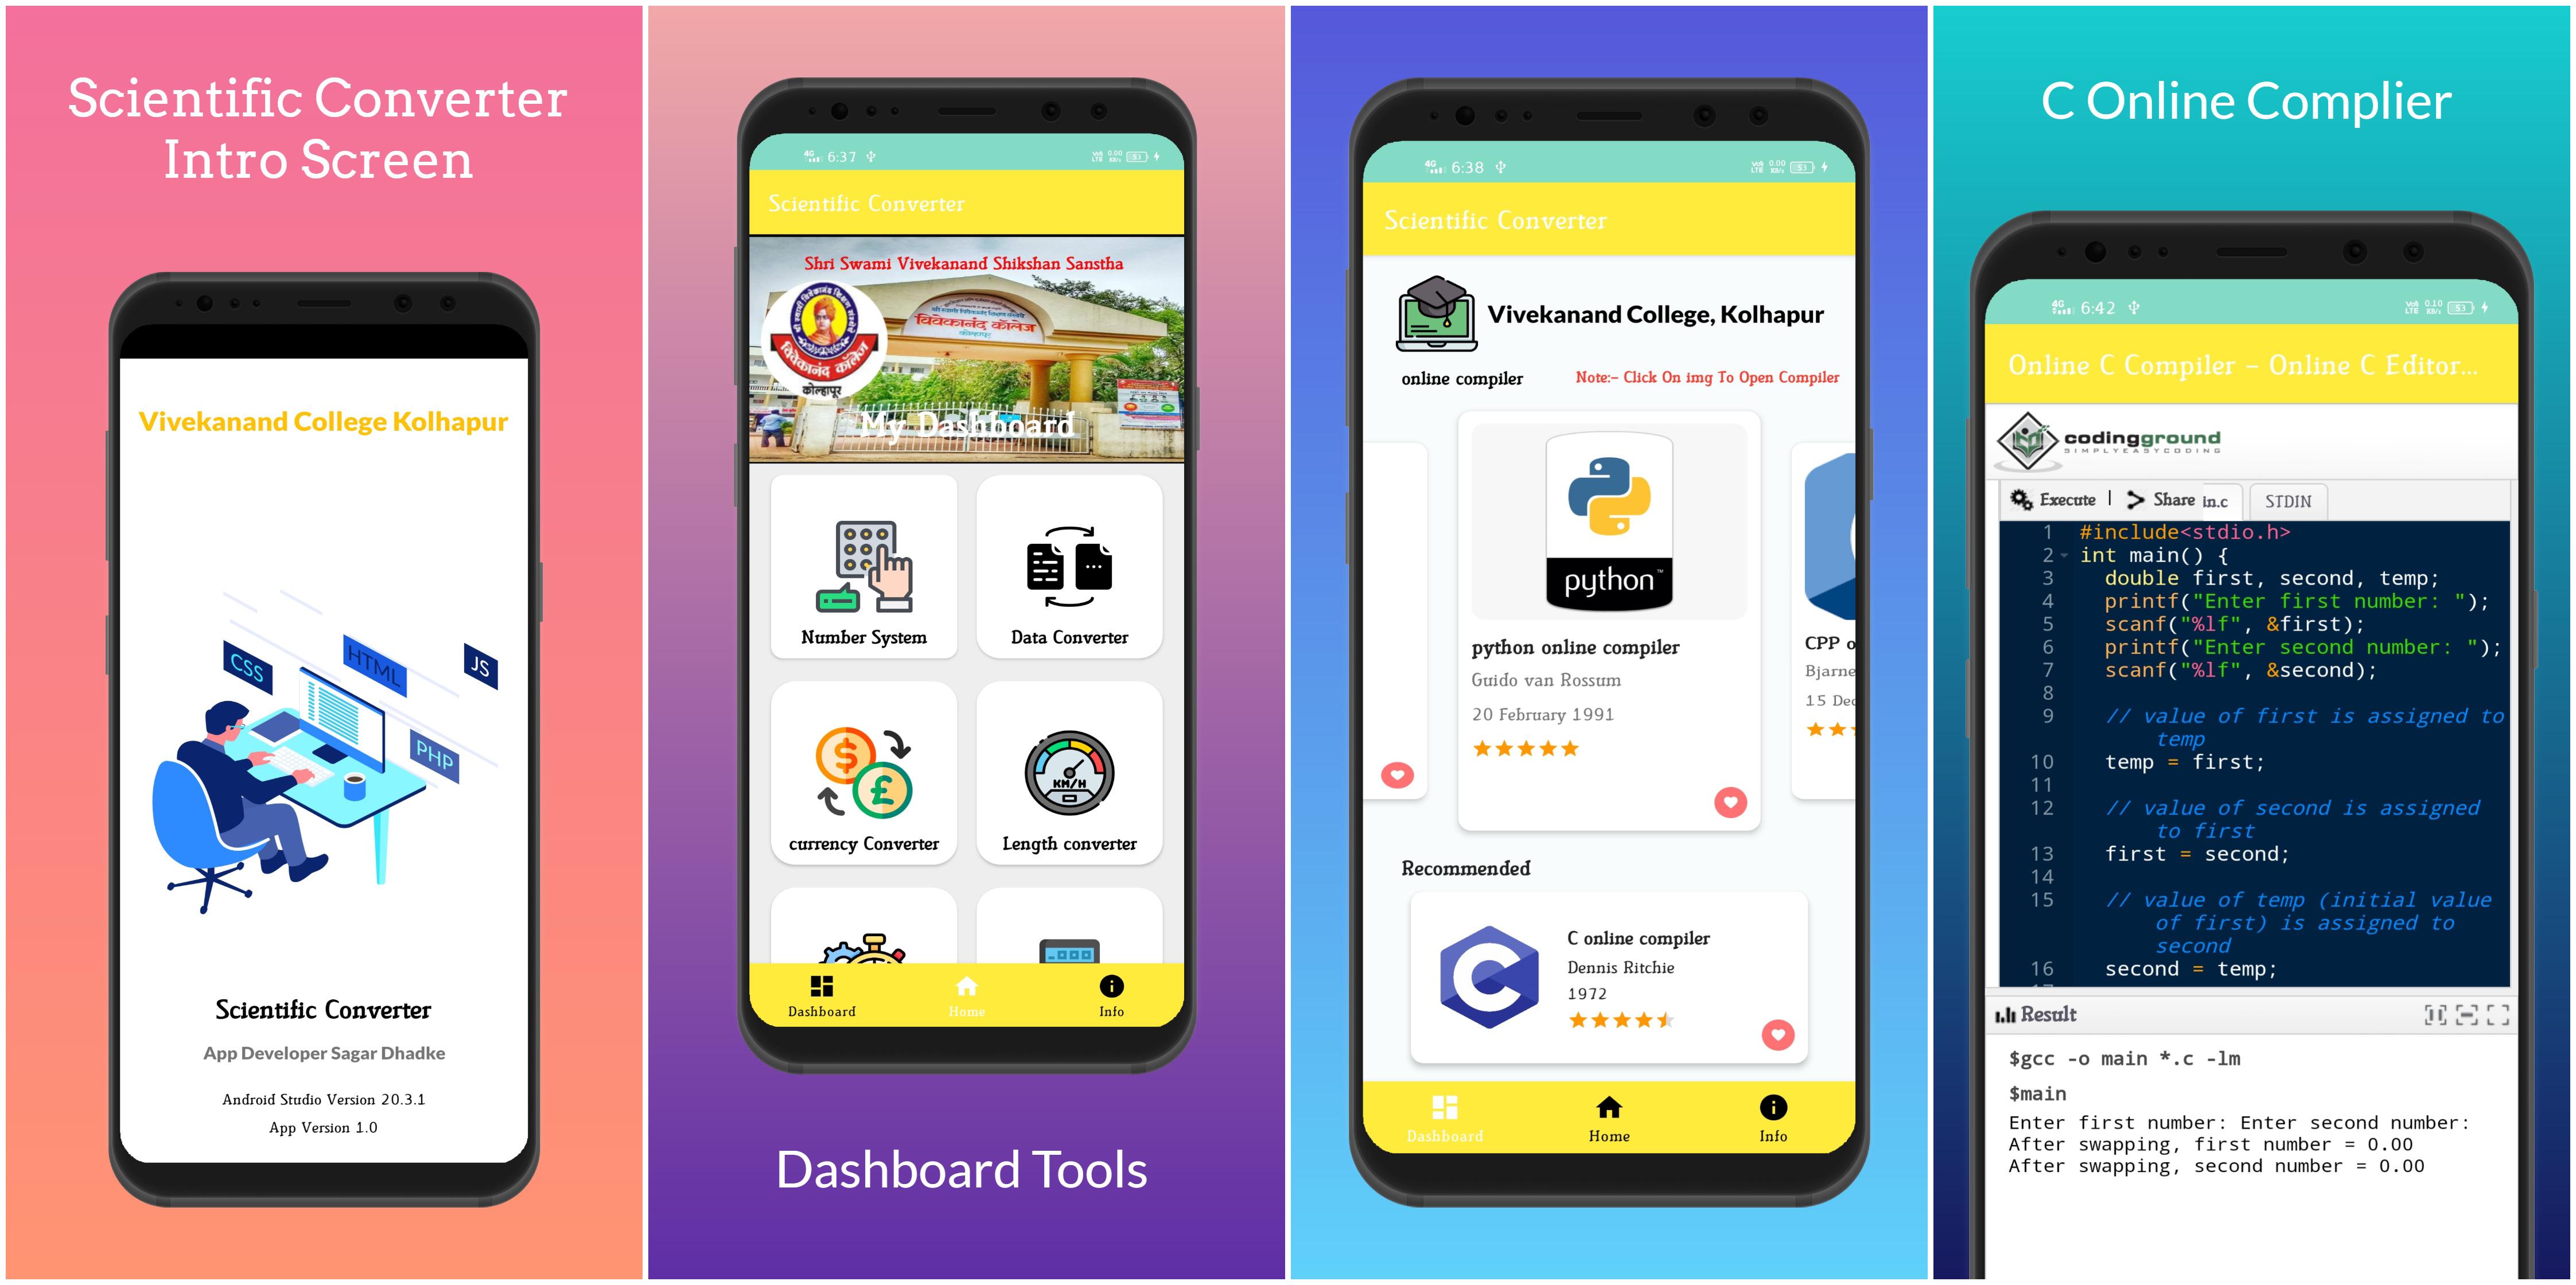 Scientific Converter
Intro Screen
Vivekanand College Kolhapur
CSS
HTML
JS
PHP
Scientific Converter
App Developer Sagar Dhadke
Android Studio Version 20.3.1
App Version 1.0
4G 6:37
Scientific Converter
Shri Swami Vivekanand Shikshan Sanstha
विवेकानंद कॉलेज
विवेकानंद कॉलेज
कोल्हापूर
My Dashboard
Number System
Data Converter
KM/H
currency Converter
Length converter
Dashboard
Home
Info
Dashboard Tools
4G 6:38
Scientific Converter
Vivekanand College, Kolhapur
online compiler
Note:- Click On img To Open Compiler
python
python online compiler
Guido van Rossum
20 February 1991
CPP o
Bjarne
15 Dec
Recommended
C online compiler
Dennis Ritchie
1972
Dashboard
Home
Info
C Online Complier
4G 6:42
Online C Compiler - Online C Editor...
codingground
SIMPLYEASYCODING
Execute | Share in.c STDIN
1 #include<stdio.h>
2 int main() {
3 double first, second, temp;
4 printf("Enter first number: ");
5 scanf("%lf", &first);
6 printf("Enter second number: ");
7 scanf("%lf", &second);
8
9 // value of first is assigned to
temp
10 temp = first;
11
12 // value of second is assigned
to first
13 first = second;
14
15 // value of temp (initial value
of first) is assigned to
second
16 second = temp;
Result
$gcc -o main *.c -lm
$main
Enter first number: Enter second number:
After swapping, first number = 0.00
After swapping, second number = 0.00